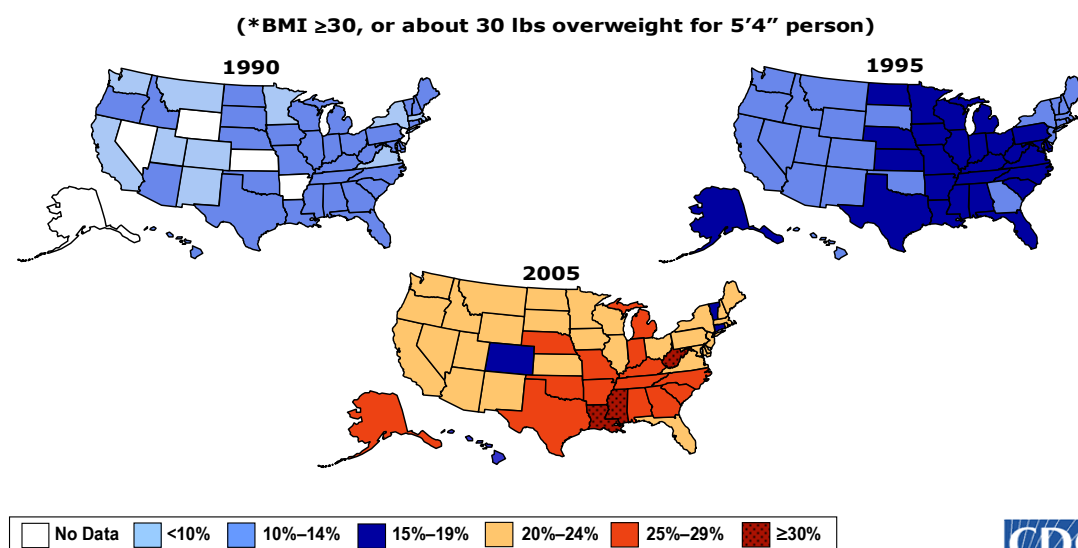 (*BMI ≥30, or about 30 lbs overweight for 5’4” person)
1990
1995
2005
No Data <10% 10%–14% 15%–19% 20%–24% 25%–29% ≥30%
CDC